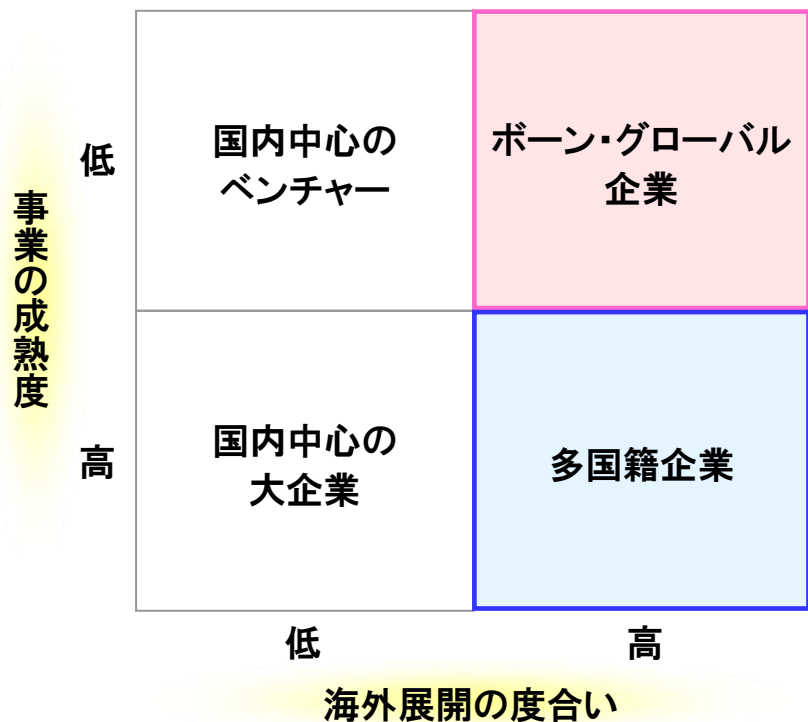 事業の成熟度
低
国内中心の
ベンチャー
ボーン・グローバル
企業
高
国内中心の
大企業
多国籍企業
低
高
海外展開の度合い